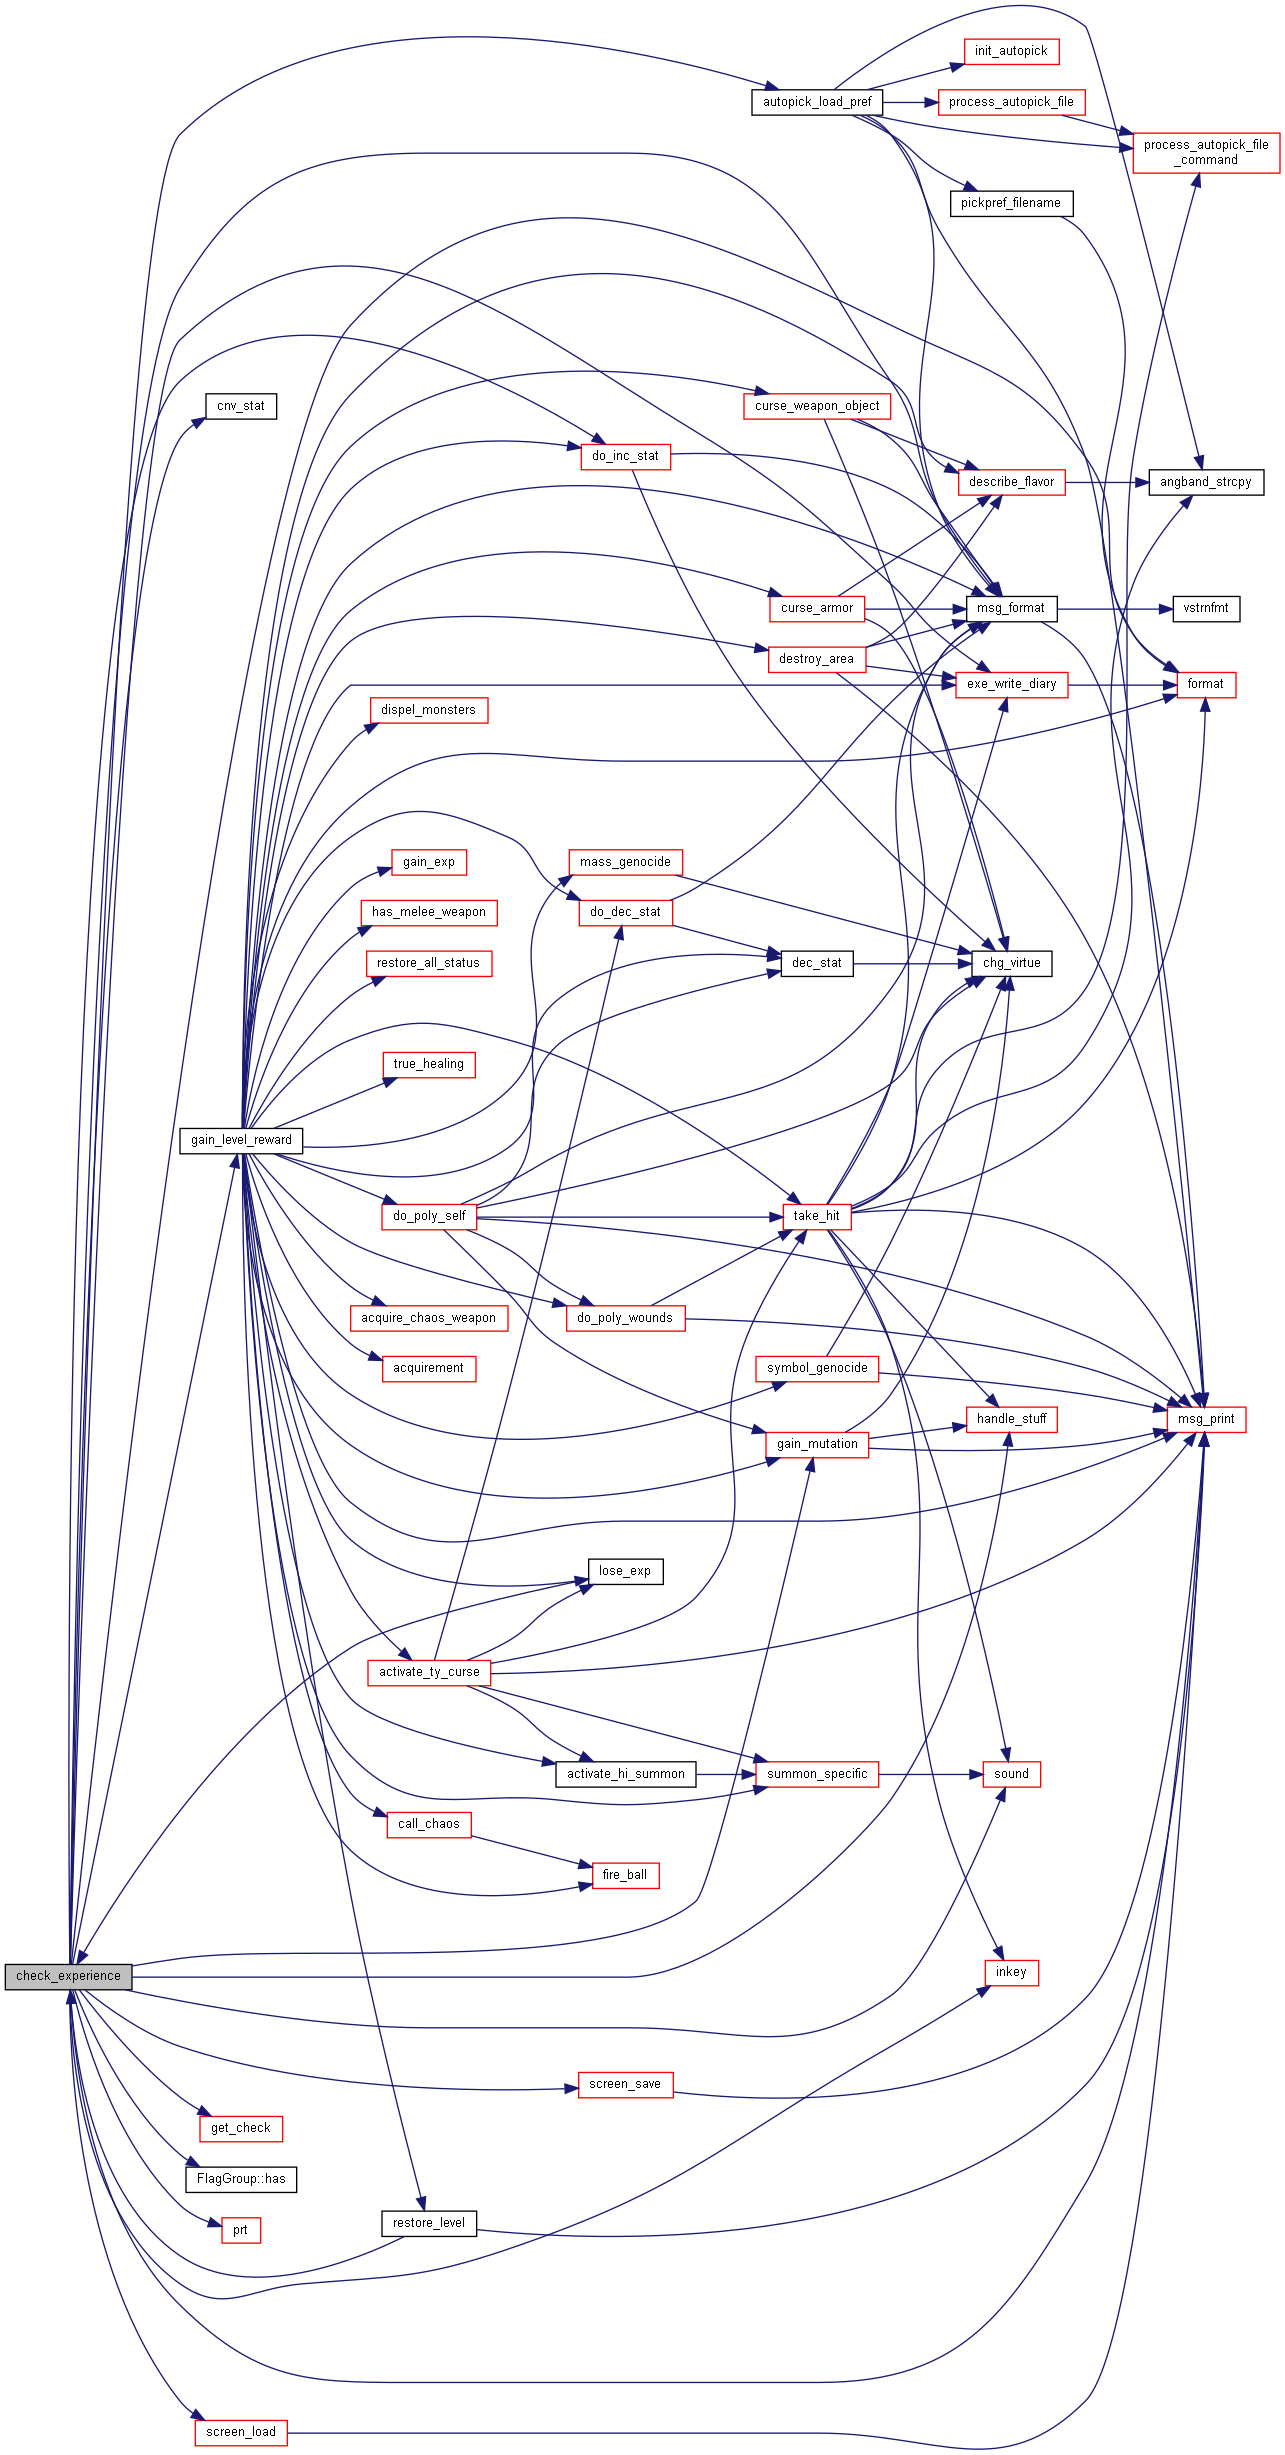 init_autopick
autopick_load_pref
process_autopick_file
process_autopick_file
_command
pickpref_filename
cnv_stat
curse_weapon_object
do_inc_stat
describe_flavor
angband_strcpy
curse_armor
msg_format
vstrnfmt
destroy_area
exe_write_diary
format
dispel_monsters
gain_exp
mass_genocide
has_melee_weapon
do_dec_stat
restore_all_status
dec_stat
chg_virtue
true_healing
gain_level_reward
do_poly_self
take_hit
acquire_chaos_weapon
do_poly_wounds
acquirement
symbol_genocide
handle_stuff
msg_print
gain_mutation
lose_exp
activate_ty_curse
activate_hi_summon
summon_specific
sound
call_chaos
fire_ball
check_experience
inkey
screen_save
get_check
FlagGroup::has
restore_level
prt
screen_load